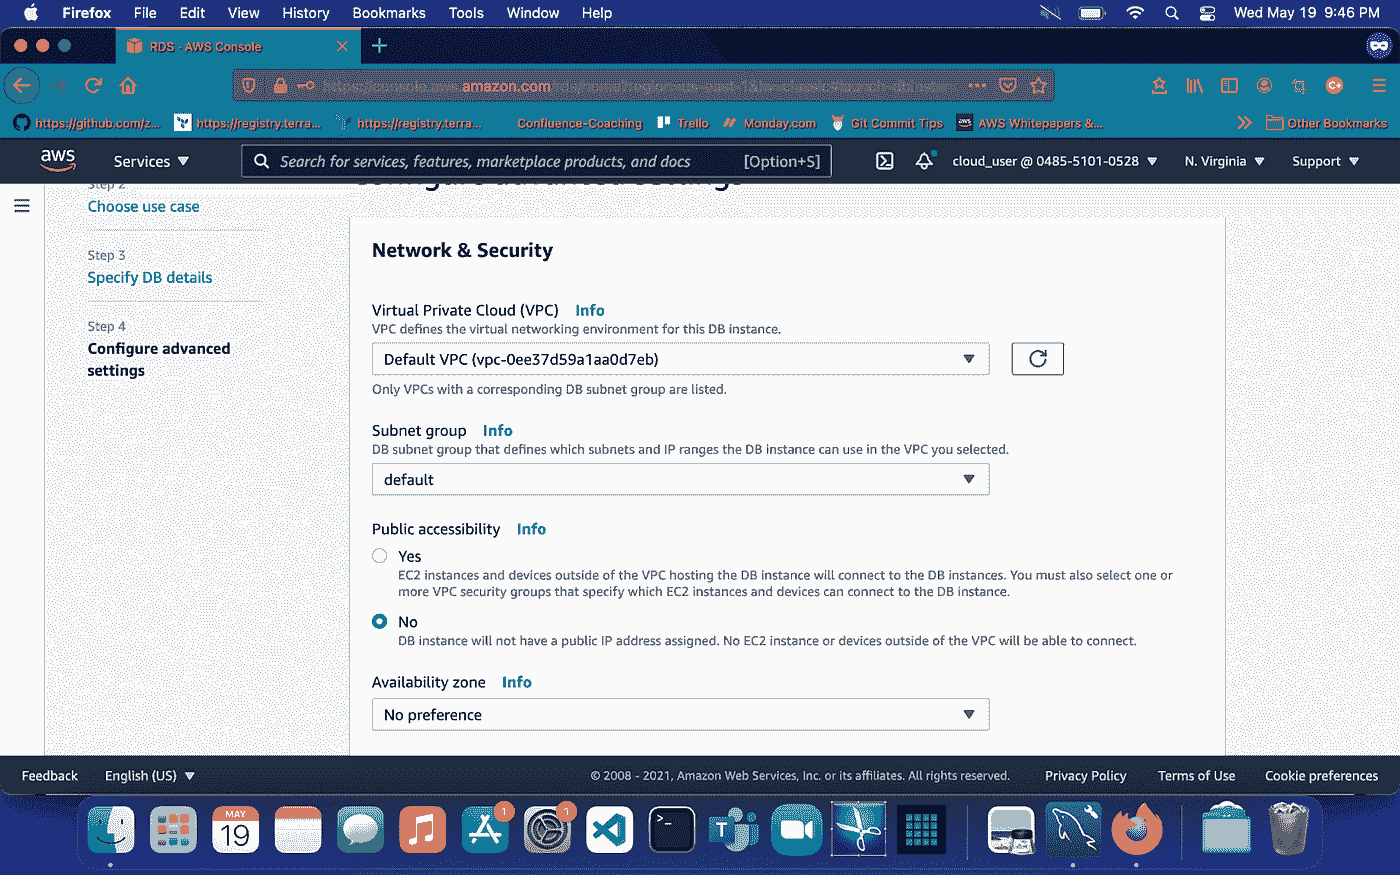 Firefox File Edit View History Bookmarks Tools Window Help Wed May 19 9:46 PM
RDS · AWS Console
https://console.aws.amazon.com/rds/home?region=us-east-1
https://github.com/z... https://registry.terra... https://registry.terra... Confluence-Coaching Trello Monday.com Git Commit Tips AWS Whitepapers &... Other Bookmarks
aws Services Search for services, features, marketplace products, and docs [Option+S] cloud_user @ 0485-5101-0528 N. Virginia Support
Step 2
Choose use case
Step 3
Specify DB details
Step 4
Configure advanced
settings
Configure advanced settings
Network & Security
Virtual Private Cloud (VPC) Info
VPC defines the virtual networking environment for this DB instance.
Default VPC (vpc-0ee37d59a1aa0d7eb)
Only VPCs with a corresponding DB subnet group are listed.
Subnet group Info
DB subnet group that defines which subnets and IP ranges the DB instance can use in the VPC you selected.
default
Public accessibility Info
Yes
EC2 instances and devices outside of the VPC hosting the DB instance will connect to the DB instances. You must also select one or
more VPC security groups that specify which EC2 instances and devices can connect to the DB instance.
No
DB instance will not have a public IP address assigned. No EC2 instance or devices outside of the VPC will be able to connect.
Availability zone Info
No preference
Feedback English (US) © 2008 - 2021, Amazon Web Services, Inc. or its affiliates. All rights reserved. Privacy Policy Terms of Use Cookie preferences
MAY
19
1
1